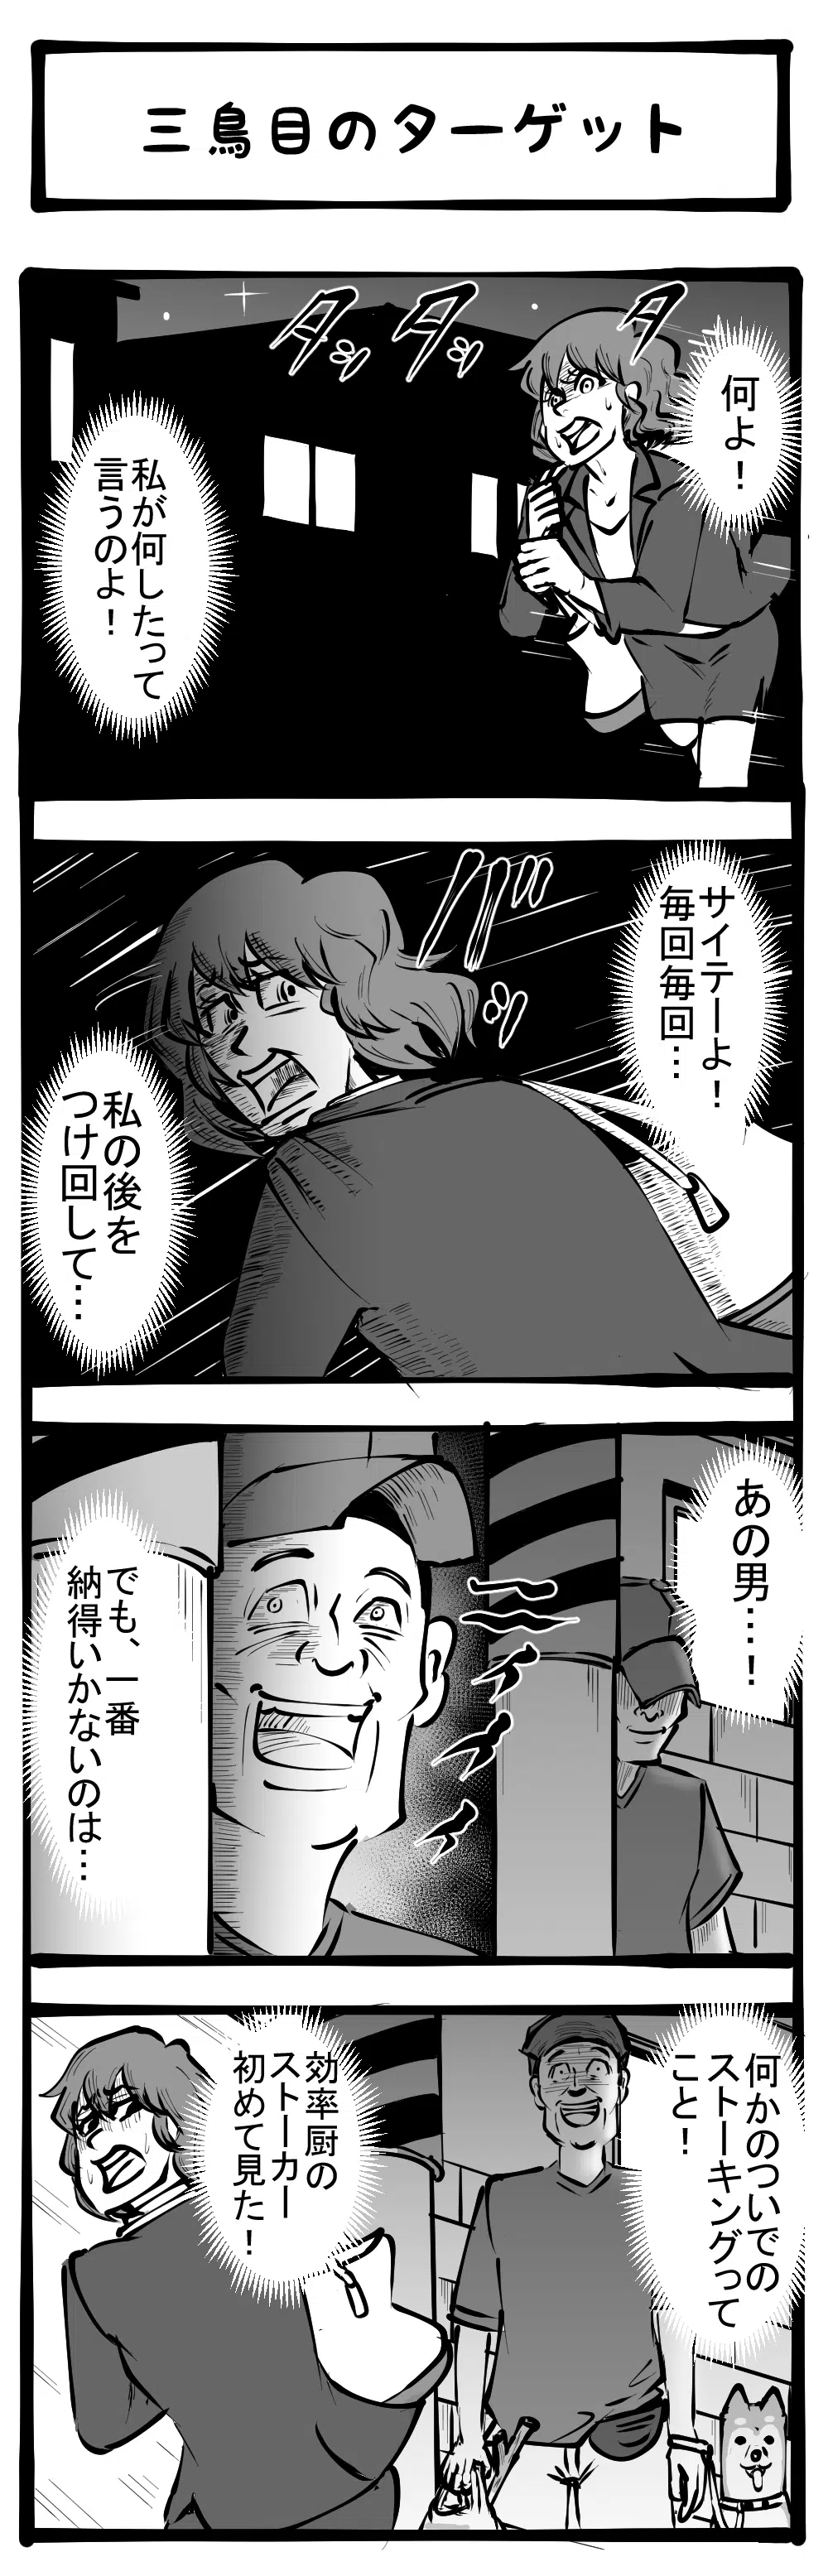 三鳥目のターゲット
タッ
タッ
タ
何よ！
私が何したって
言うのよ！
バッ
サイテーよ！
毎回毎回…
私の後を
つけ回して…
あの男…！
ニヤァ
でも、一番
納得いかないのは…
何かのついでの
ストーキングって
こと！
効率厨の
ストーカー
初めて見た！